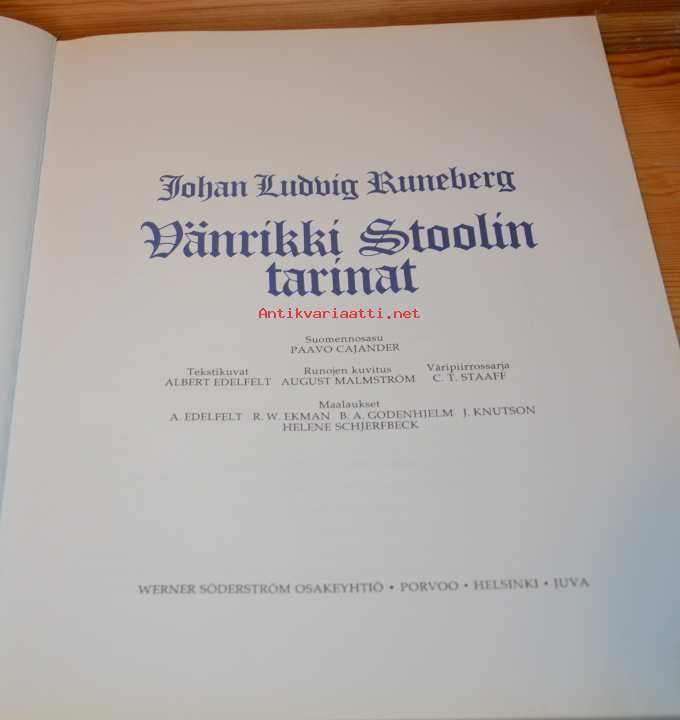 Johan Ludvig Runeberg
Vänrikki Stoolin
tarinat
Antikvariaatti.net
Suomennosasu
PAAVO CAJANDER
Tekstikuvat Runojen kuvitus Väripiirrossarja
ALBERT EDELFELT AUGUST MALMSTRÖM C. T. STAAFF
Maalaukset
A. EDELFELT R. W. EKMAN B. A. GODENHJELM J. KNUTSON
HELENE SCHJERFBECK
WERNER SÖDERSTRÖM OSAKEYHTIÖ • PORVOO • HELSINKI • JUVA